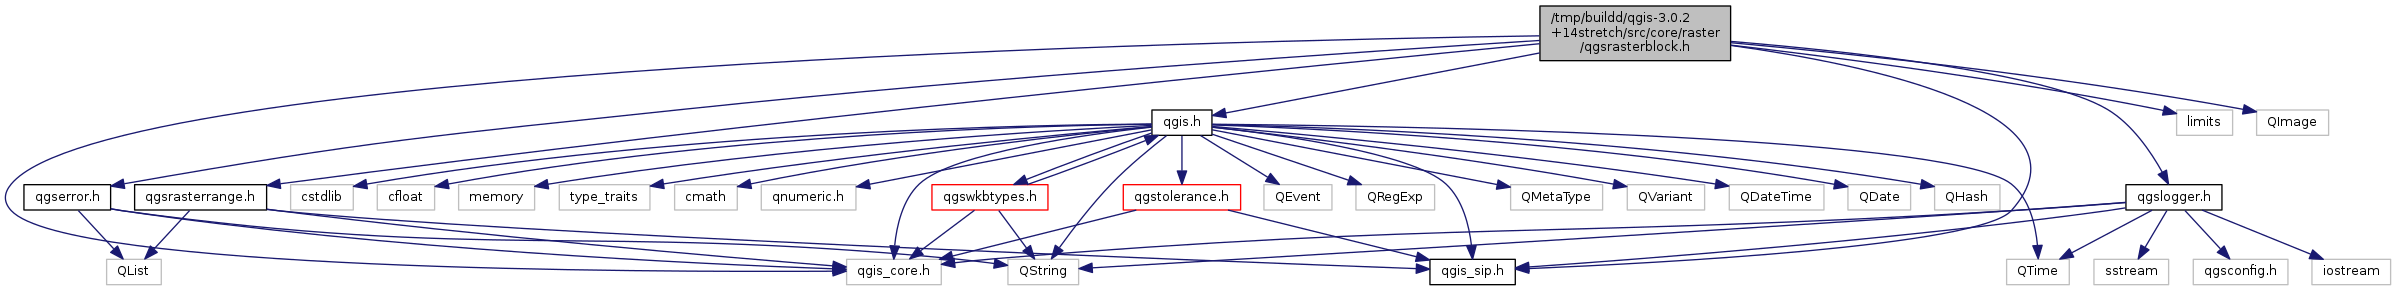 /tmp/buildd/qgis-3.0.2
+14stretch/src/core/raster
/qgsrasterblock.h
qgis.h
limits
QImage
qgserror.h
qgsrasterrange.h
cstdlib
cfloat
memory
type_traits
cmath
qnumeric.h
qgswkbtypes.h
qgstolerance.h
QEvent
QRegExp
QMetaType
QVariant
QDateTime
QDate
QHash
qgslogger.h
QList
qgis_core.h
QString
qgis_sip.h
QTime
sstream
qgsconfig.h
iostream